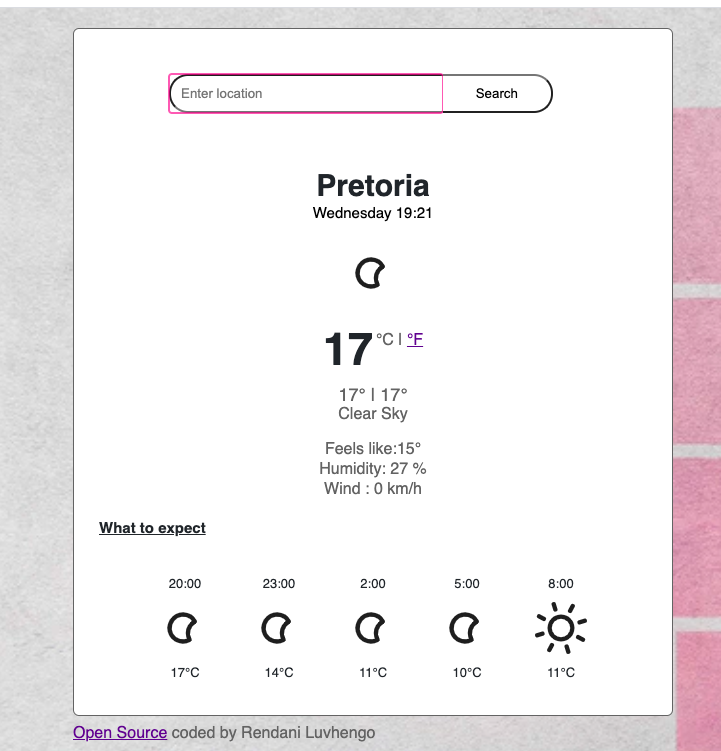 Enter location Search
Pretoria
Wednesday 19:21
17 °C | °F
17° | 17°
Clear Sky
Feels like:15°
Humidity: 27 %
Wind : 0 km/h
What to expect
20:00 23:00 2:00 5:00 8:00
17°C 14°C 11°C 10°C 11°C
Open Source coded by Rendani Luvhengo